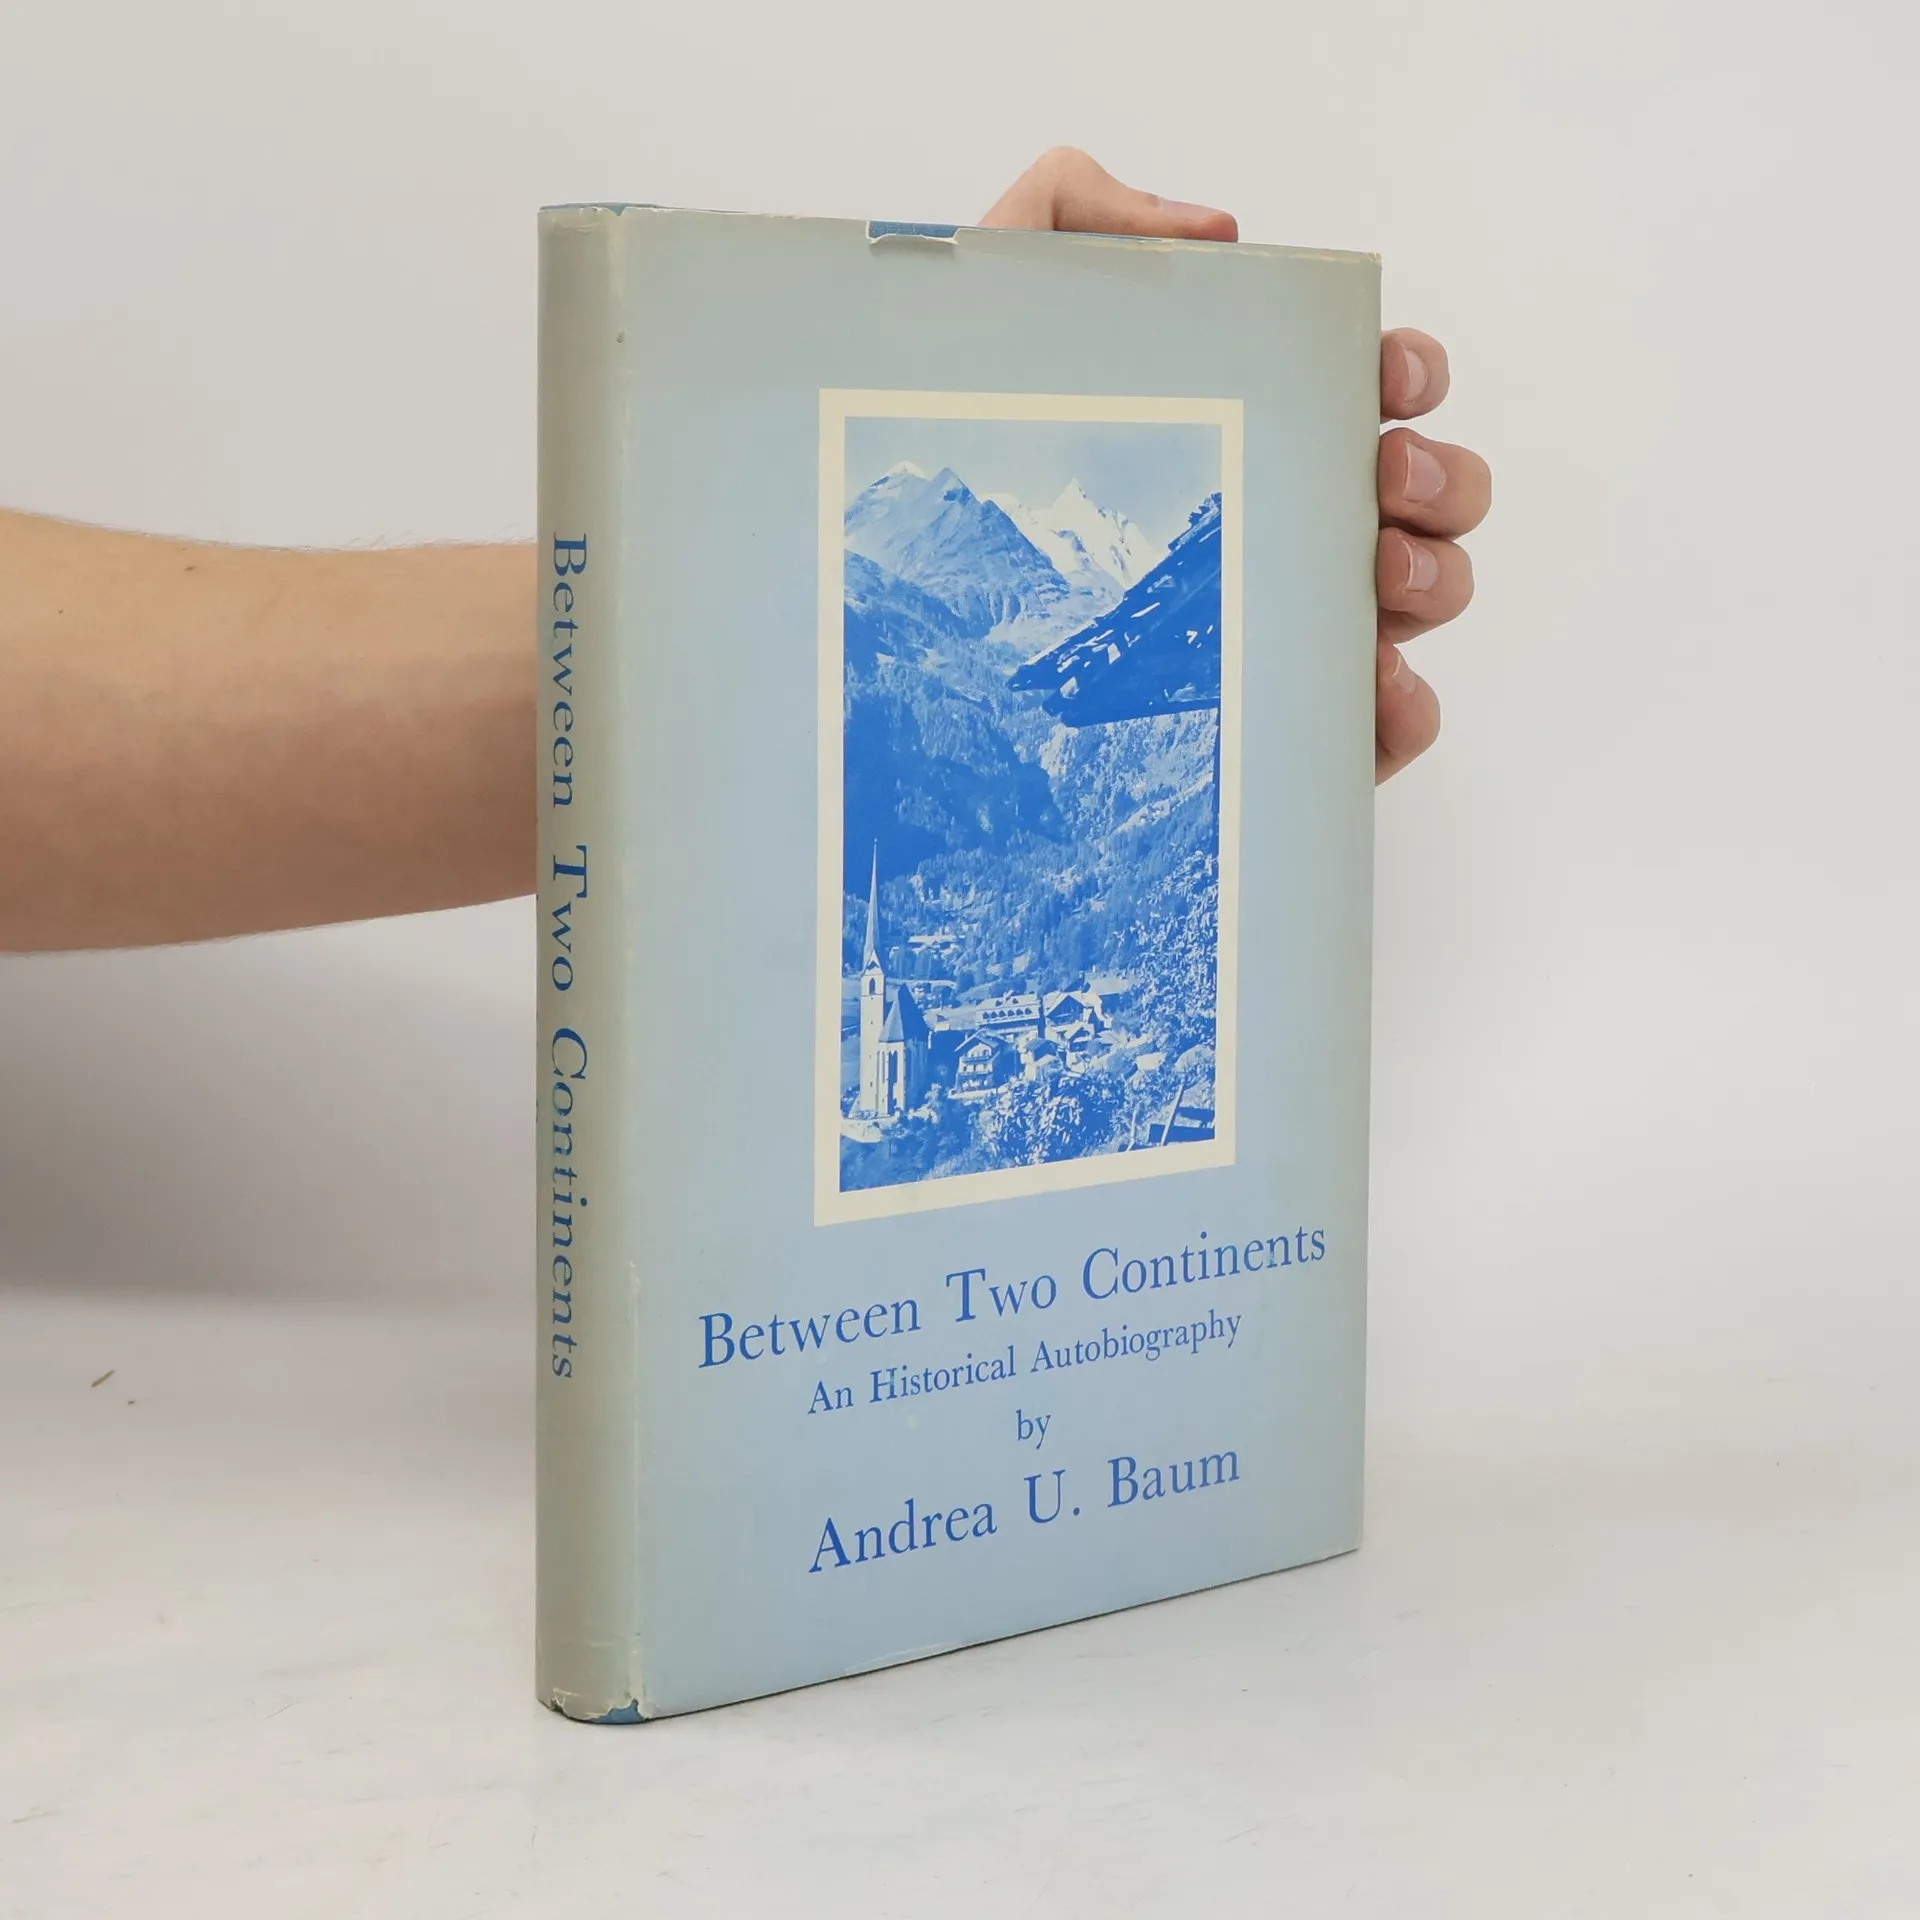 Between Two Continents
Between Two Continents
An Historical Autobiography
by
Andrea U. Baum